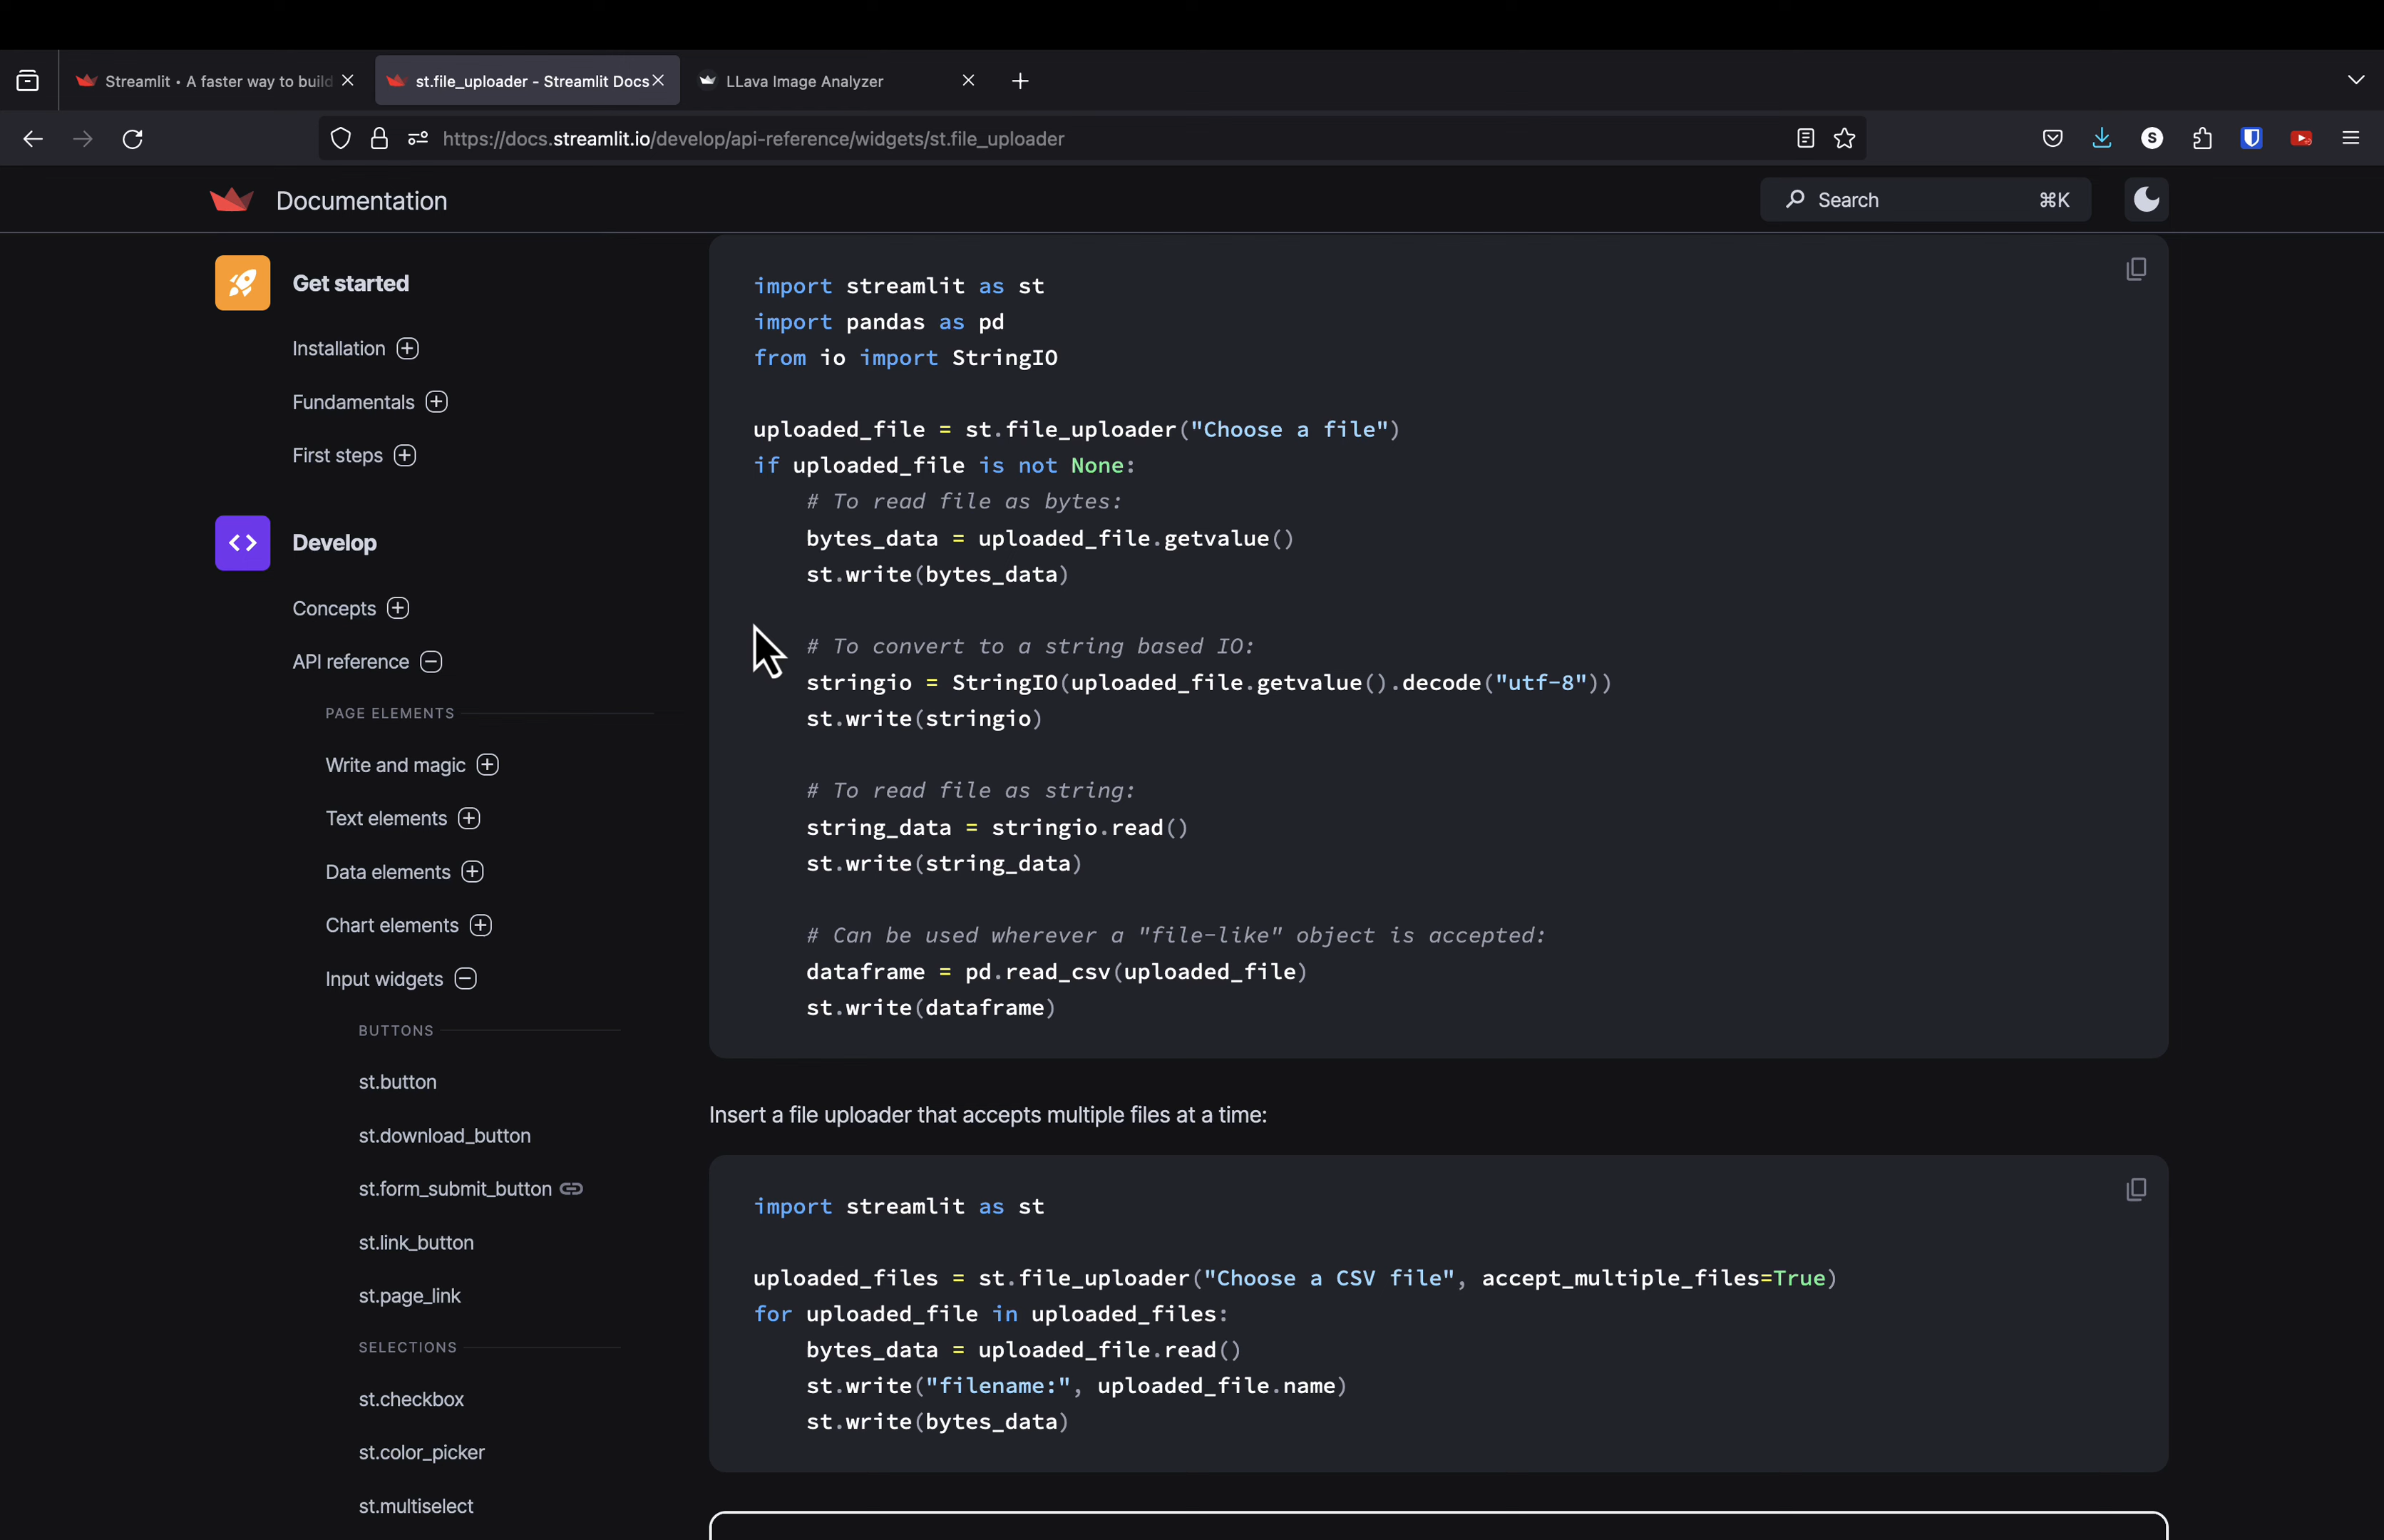 Streamlit • A faster way to build
st.file_uploader - Streamlit Docs
LLava Image Analyzer
https://docs.streamlit.io/develop/api-reference/widgets/st.file_uploader
S
Documentation
Search
⌘K
Get started
Installation
Fundamentals
First steps
Develop
Concepts
API reference
PAGE ELEMENTS
Write and magic
Text elements
Data elements
Chart elements
Input widgets
BUTTONS
st.button
st.download_button
st.form_submit_button
st.link_button
st.page_link
SELECTIONS
st.checkbox
st.color_picker
st.multiselect
import streamlit as st
import pandas as pd
from io import StringIO
uploaded_file = st.file_uploader("Choose a file")
if uploaded_file is not None:
# To read file as bytes:
bytes_data = uploaded_file.getvalue()
st.write(bytes_data)
# To convert to a string based IO:
stringio = StringIO(uploaded_file.getvalue().decode("utf-8"))
st.write(stringio)
# To read file as string:
string_data = stringio.read()
st.write(string_data)
# Can be used wherever a "file-like" object is accepted:
dataframe = pd.read_csv(uploaded_file)
st.write(dataframe)
Insert a file uploader that accepts multiple files at a time:
import streamlit as st
uploaded_files = st.file_uploader("Choose a CSV file", accept_multiple_files=True)
for uploaded_file in uploaded_files:
bytes_data = uploaded_file.read()
st.write("filename:", uploaded_file.name)
st.write(bytes_data)